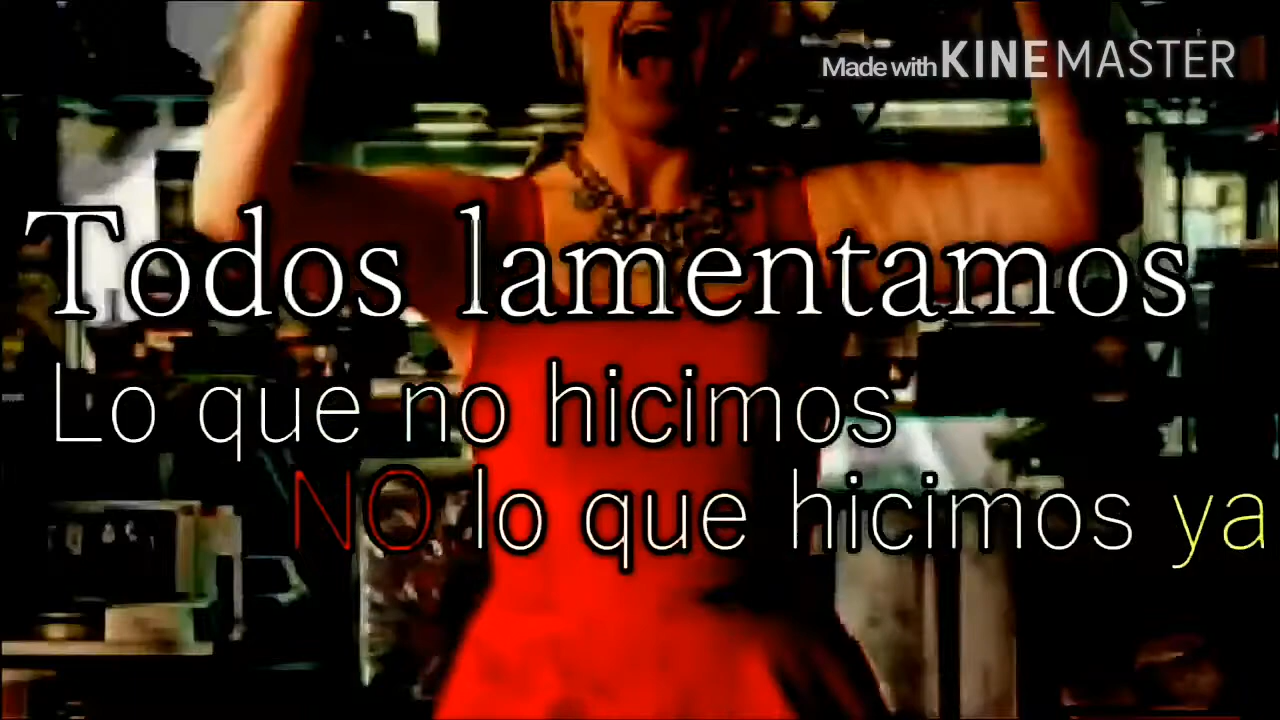 Made with KINEMASTER
Todos lamentamos
Lo que no hicimos
NO lo que hicimos ya